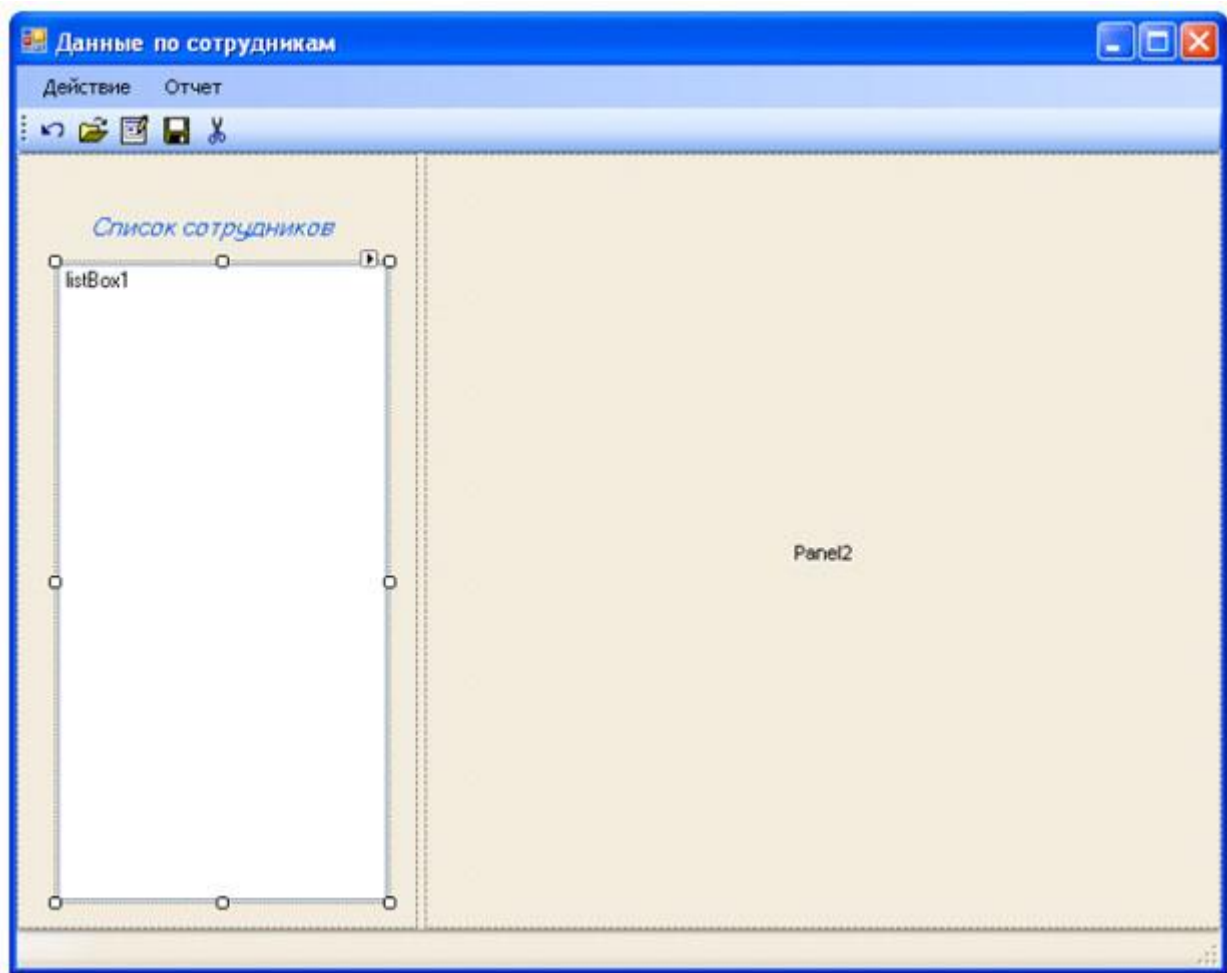 Данные по сотрудникам
Действие Отчет
Список сотрудников
listBox1
Panel2